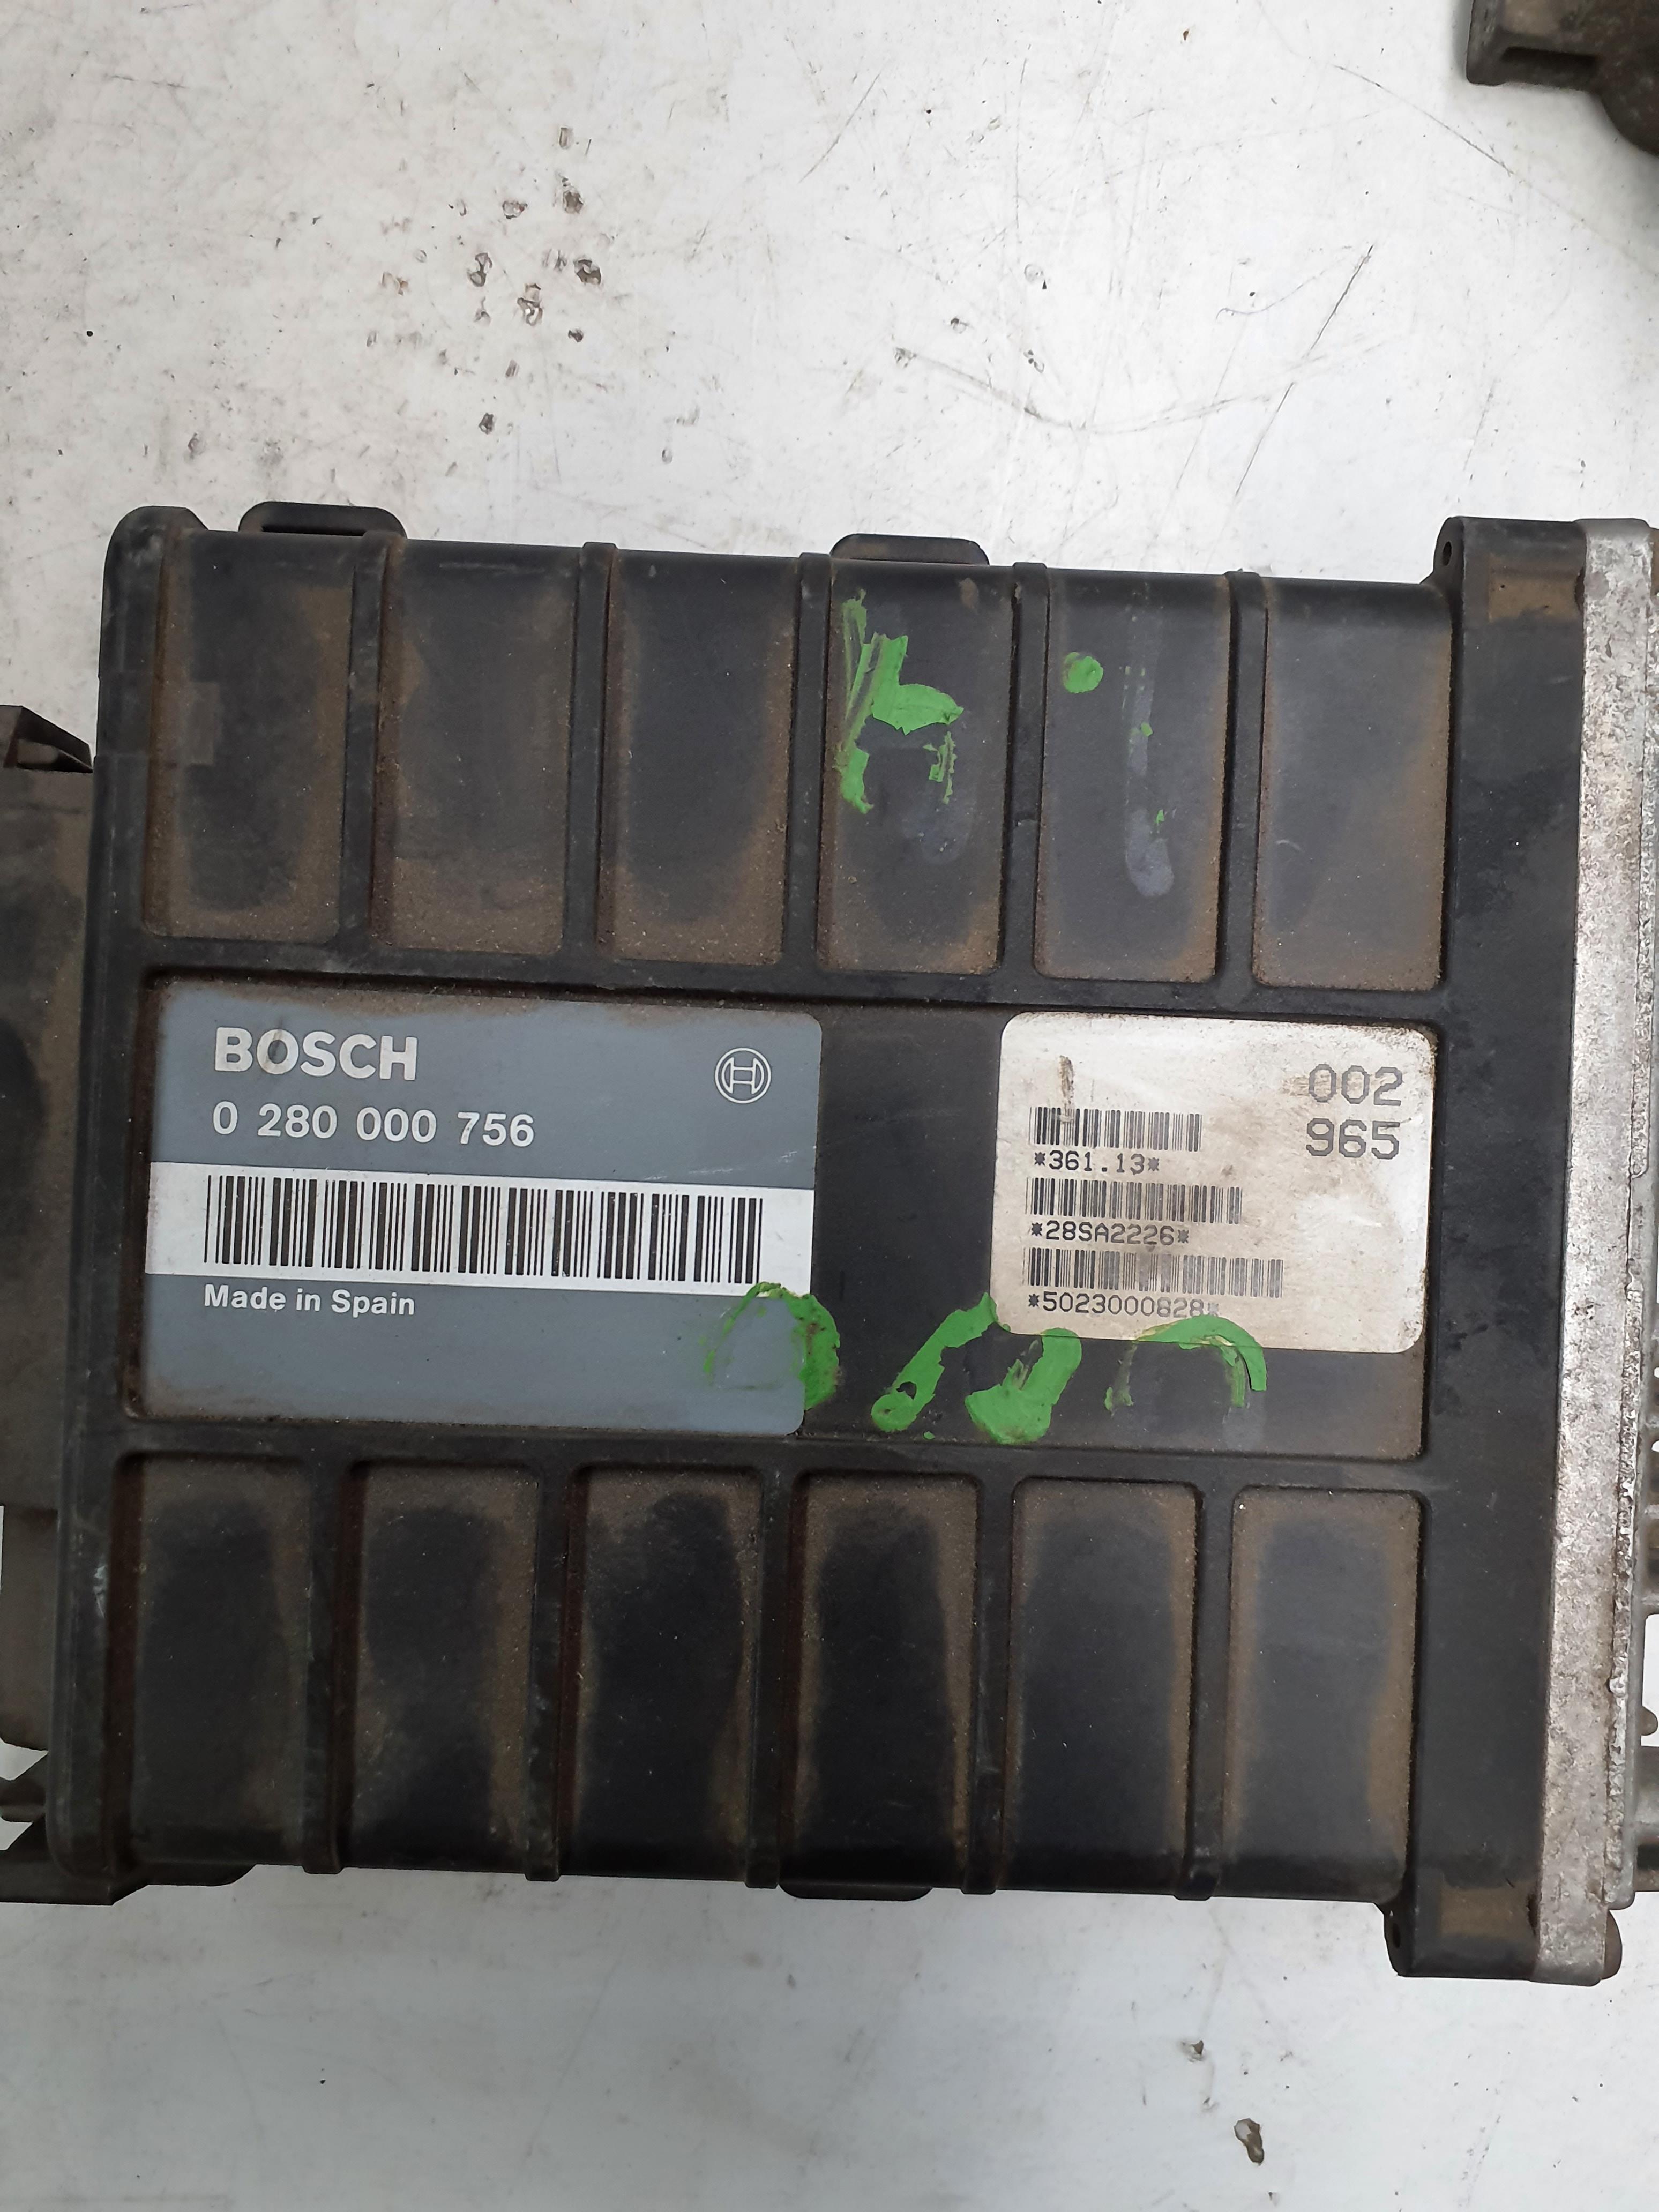 BOSCH
0 280 000 756
Made in Spain
002
965
*361.13*
*28SA2226*
*5023000828*